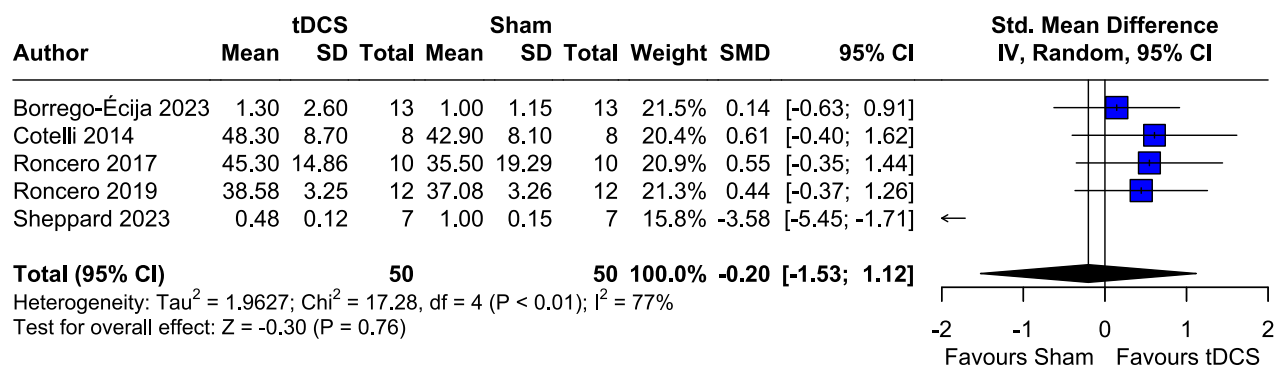 tDCS Sham Std. Mean Difference
Author Mean SD Total Mean SD Total Weight SMD 95% CI IV, Random, 95% CI
Borrego-Écija 2023 1.30 2.60 13 1.00 1.15 13 21.5% 0.14 [-0.63; 0.91]
Cotelli 2014 48.30 8.70 8 42.90 8.10 8 20.4% 0.61 [-0.40; 1.62]
Roncero 2017 45.30 14.86 10 35.50 19.29 10 20.9% 0.55 [-0.35; 1.44]
Roncero 2019 38.58 3.25 12 37.08 3.26 12 21.3% 0.44 [-0.37; 1.26]
Sheppard 2023 0.48 0.12 7 1.00 0.15 7 15.8% -3.58 [-5.45; -1.71]
Total (95% CI) 50 50 100.0% -0.20 [-1.53; 1.12]
Heterogeneity: Tau² = 1.9627; Chi² = 17.28, df = 4 (P < 0.01); I² = 77%
Test for overall effect: Z = -0.30 (P = 0.76)
-2 -1 0 1 2
Favours Sham Favours tDCS